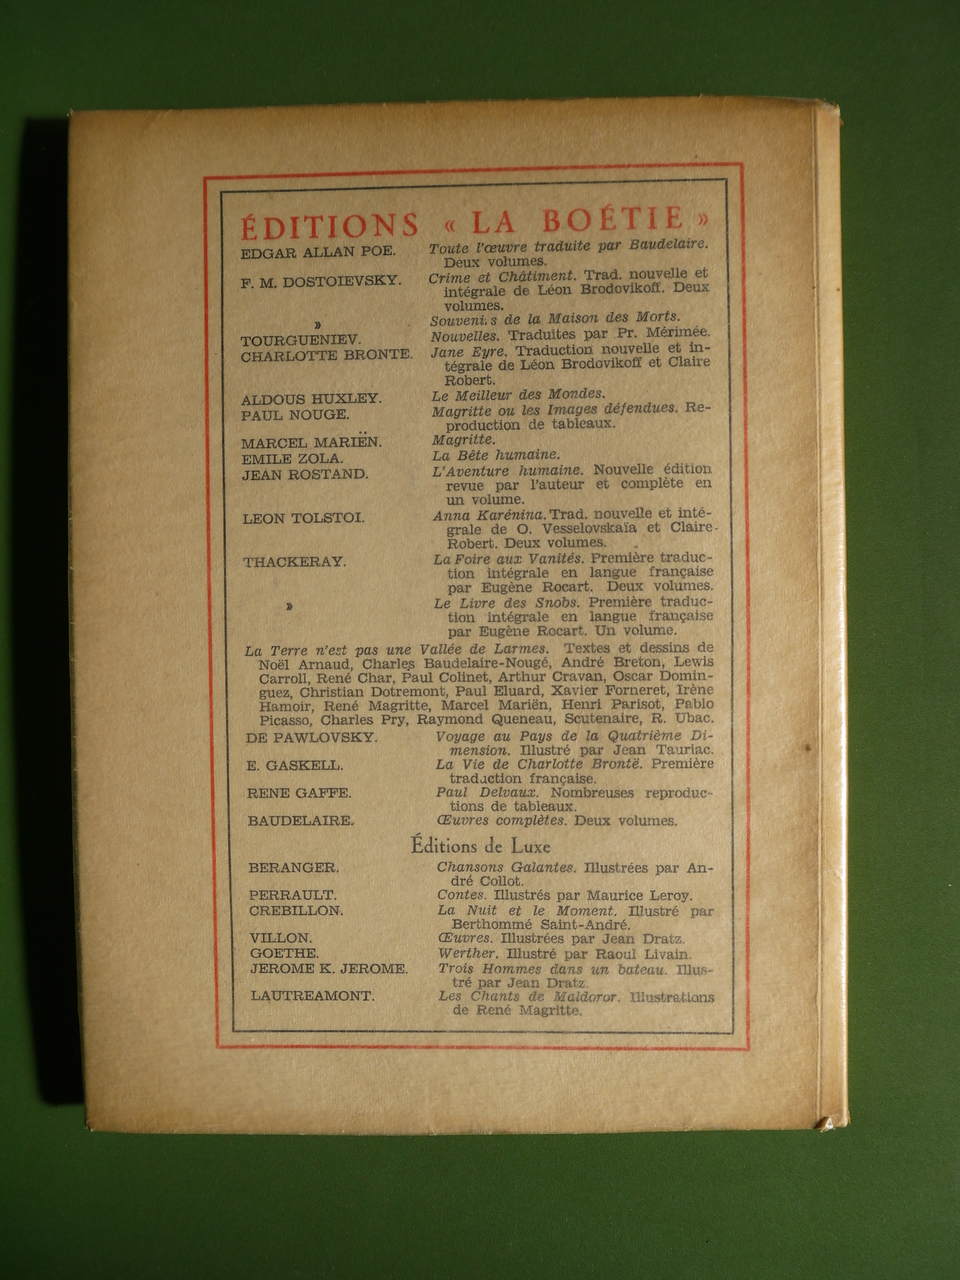 ÉDITIONS « LA BOÉTIE »
EDGAR ALLAN POE. Toute l'œuvre traduite par Baudelaire.
Deux volumes.
F. M. DOSTOIEVSKY. Crime et Châtiment. Trad. nouvelle et
intégrale de Léon Brodovikoff. Deux
volumes.
» Souvenirs de la Maison des Morts.
TOURGUENIEV. Nouvelles. Traduites par Pr. Mérimée.
CHARLOTTE BRONTE. Jane Eyre. Traduction nouvelle et in-
tégrale de Léon Brodovikoff et Claire
Robert.
ALDOUS HUXLEY. Le Meilleur des Mondes.
PAUL NOUGE. Magritte ou les Images défendues. Re-
production de tableaux.
MARCEL MARIËN. Magritte.
EMILE ZOLA. La Bête humaine.
JEAN ROSTAND. L'Aventure humaine. Nouvelle édition
revue par l'auteur et complète en
un volume.
LEON TOLSTOI. Anna Karénina. Trad. nouvelle et inté-
grale de O. Vesselovskaïa et Claire-
Robert. Deux volumes.
THACKERAY. La Foire aux Vanités. Première traduc-
tion intégrale en langue française
par Eugène Rocart. Deux volumes.
» Le Livre des Snobs. Première traduc-
tion intégrale en langue française
par Eugène Rocart. Un volume.
La Terre n'est pas une Vallée de Larmes. Textes et dessins de
Noël Arnaud, Charles Baudelaire-Nougé, André Breton, Lewis
Carroll, René Char, Paul Colinet, Arthur Cravan, Oscar Domin-
guez, Christian Dotremont, Paul Eluard, Xavier Forneret, Irène
Hamoir, René Magritte, Marcel Mariën, Henri Parisot, Pablo
Picasso, Charles Pry, Raymond Queneau, Scutenaire, R. Ubac.
DE PAWLOVSKY. Voyage au Pays de la Quatrième Di-
mension. Illustré par Jean Tauriac.
E. GASKELL. La Vie de Charlotte Brontë. Première
traduction française.
RENE GAFFE. Paul Delvaux. Nombreuses reproduc-
tions de tableaux.
BAUDELAIRE. Œuvres complètes. Deux volumes.
Éditions de Luxe
BERANGER. Chansons Galantes. Illustrées par An-
dré Collot.
PERRAULT. Contes. Illustrés par Maurice Leroy.
CREBILLON. La Nuit et le Moment. Illustré par
Berthommé Saint-André.
VILLON. Œuvres. Illustrées par Jean Dratz.
GOETHE. Werther. Illustré par Raoul Livain.
JEROME K. JEROME. Trois Hommes dans un bateau. Illus-
tré par Jean Dratz.
LAUTREAMONT. Les Chants de Maldoror. Illustrations
de René Magritte.